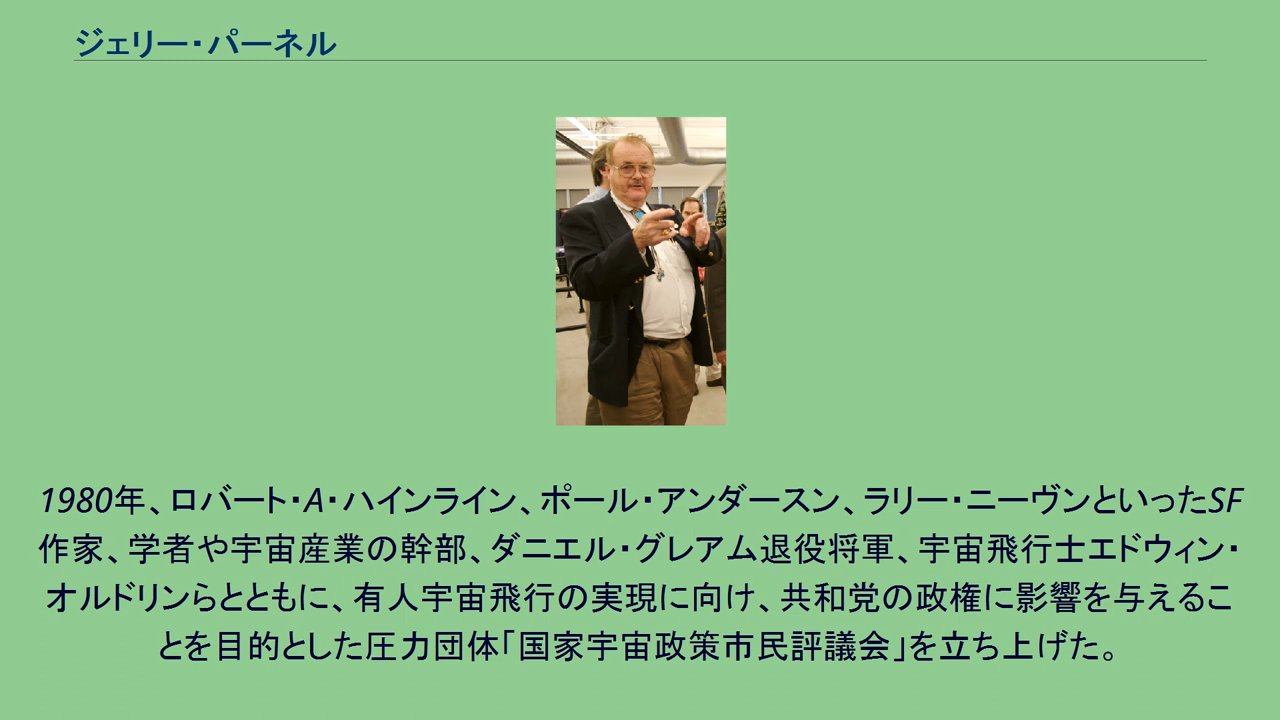 ジェリー・パーネル
1980年、ロバート・A・ハインライン、ポール・アンダースン、ラリー・ニーヴンといったSF
作家、学者や宇宙産業の幹部、ダニエル・グレアム退役将軍、宇宙飛行士エドウィン・
オルドリンらとともに、有人宇宙飛行の実現に向け、共和党の政権に影響を与えるこ
とを目的とした圧力団体「国家宇宙政策市民評議会」を立ち上げた。